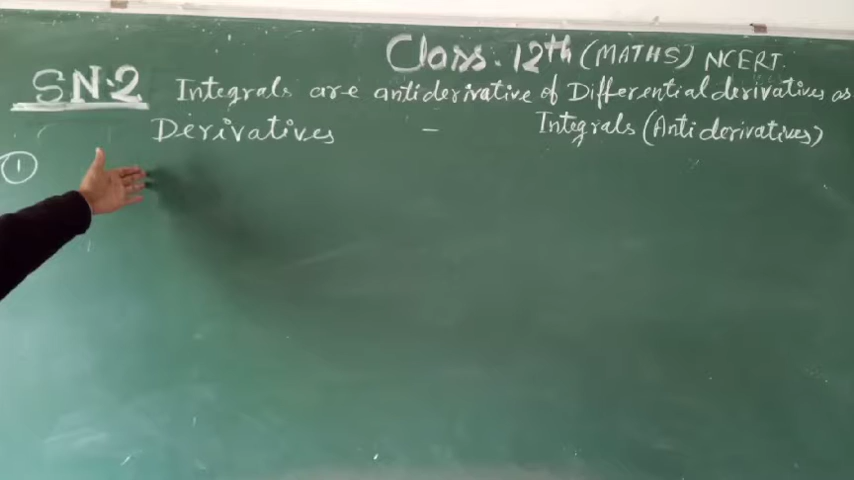 Class. 12th (MATHS) NCERT.
SN.2 Integrals are antiderivative of Differential derivatives as
Derivatives - Integrals (Anti derivatives)
①